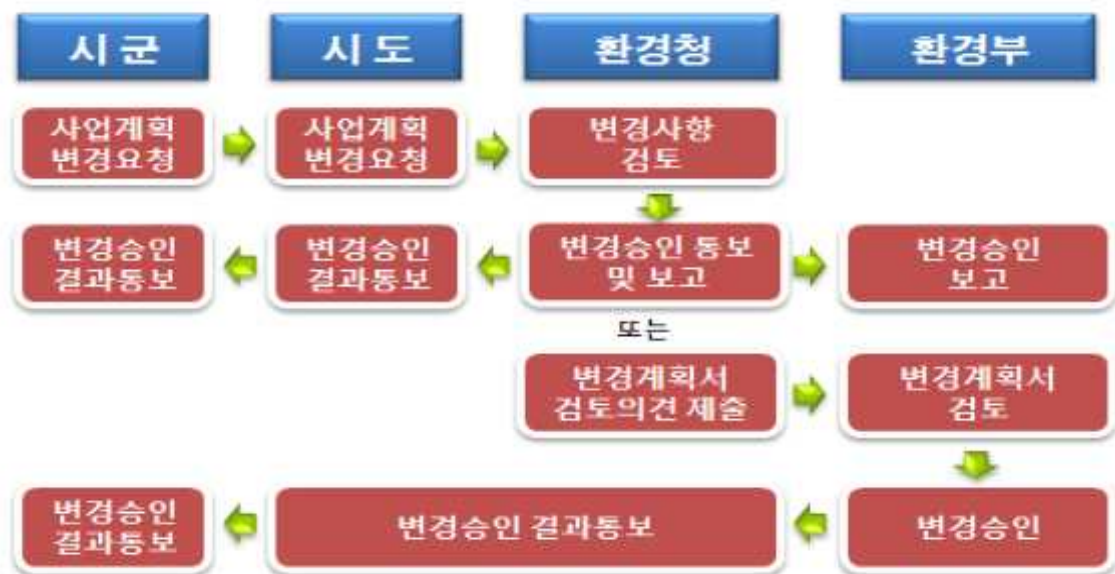 시 군
시 도
환경청
환경부
사업계획
변경요청
사업계획
변경요청
변경사항
검토
변경승인
결과통보
변경승인
결과통보
변경승인 통보
및 보고
변경승인
보고
또는
변경계획서
검토의견 제출
변경계획서
검토
변경승인
결과통보
변경승인 결과통보
변경승인